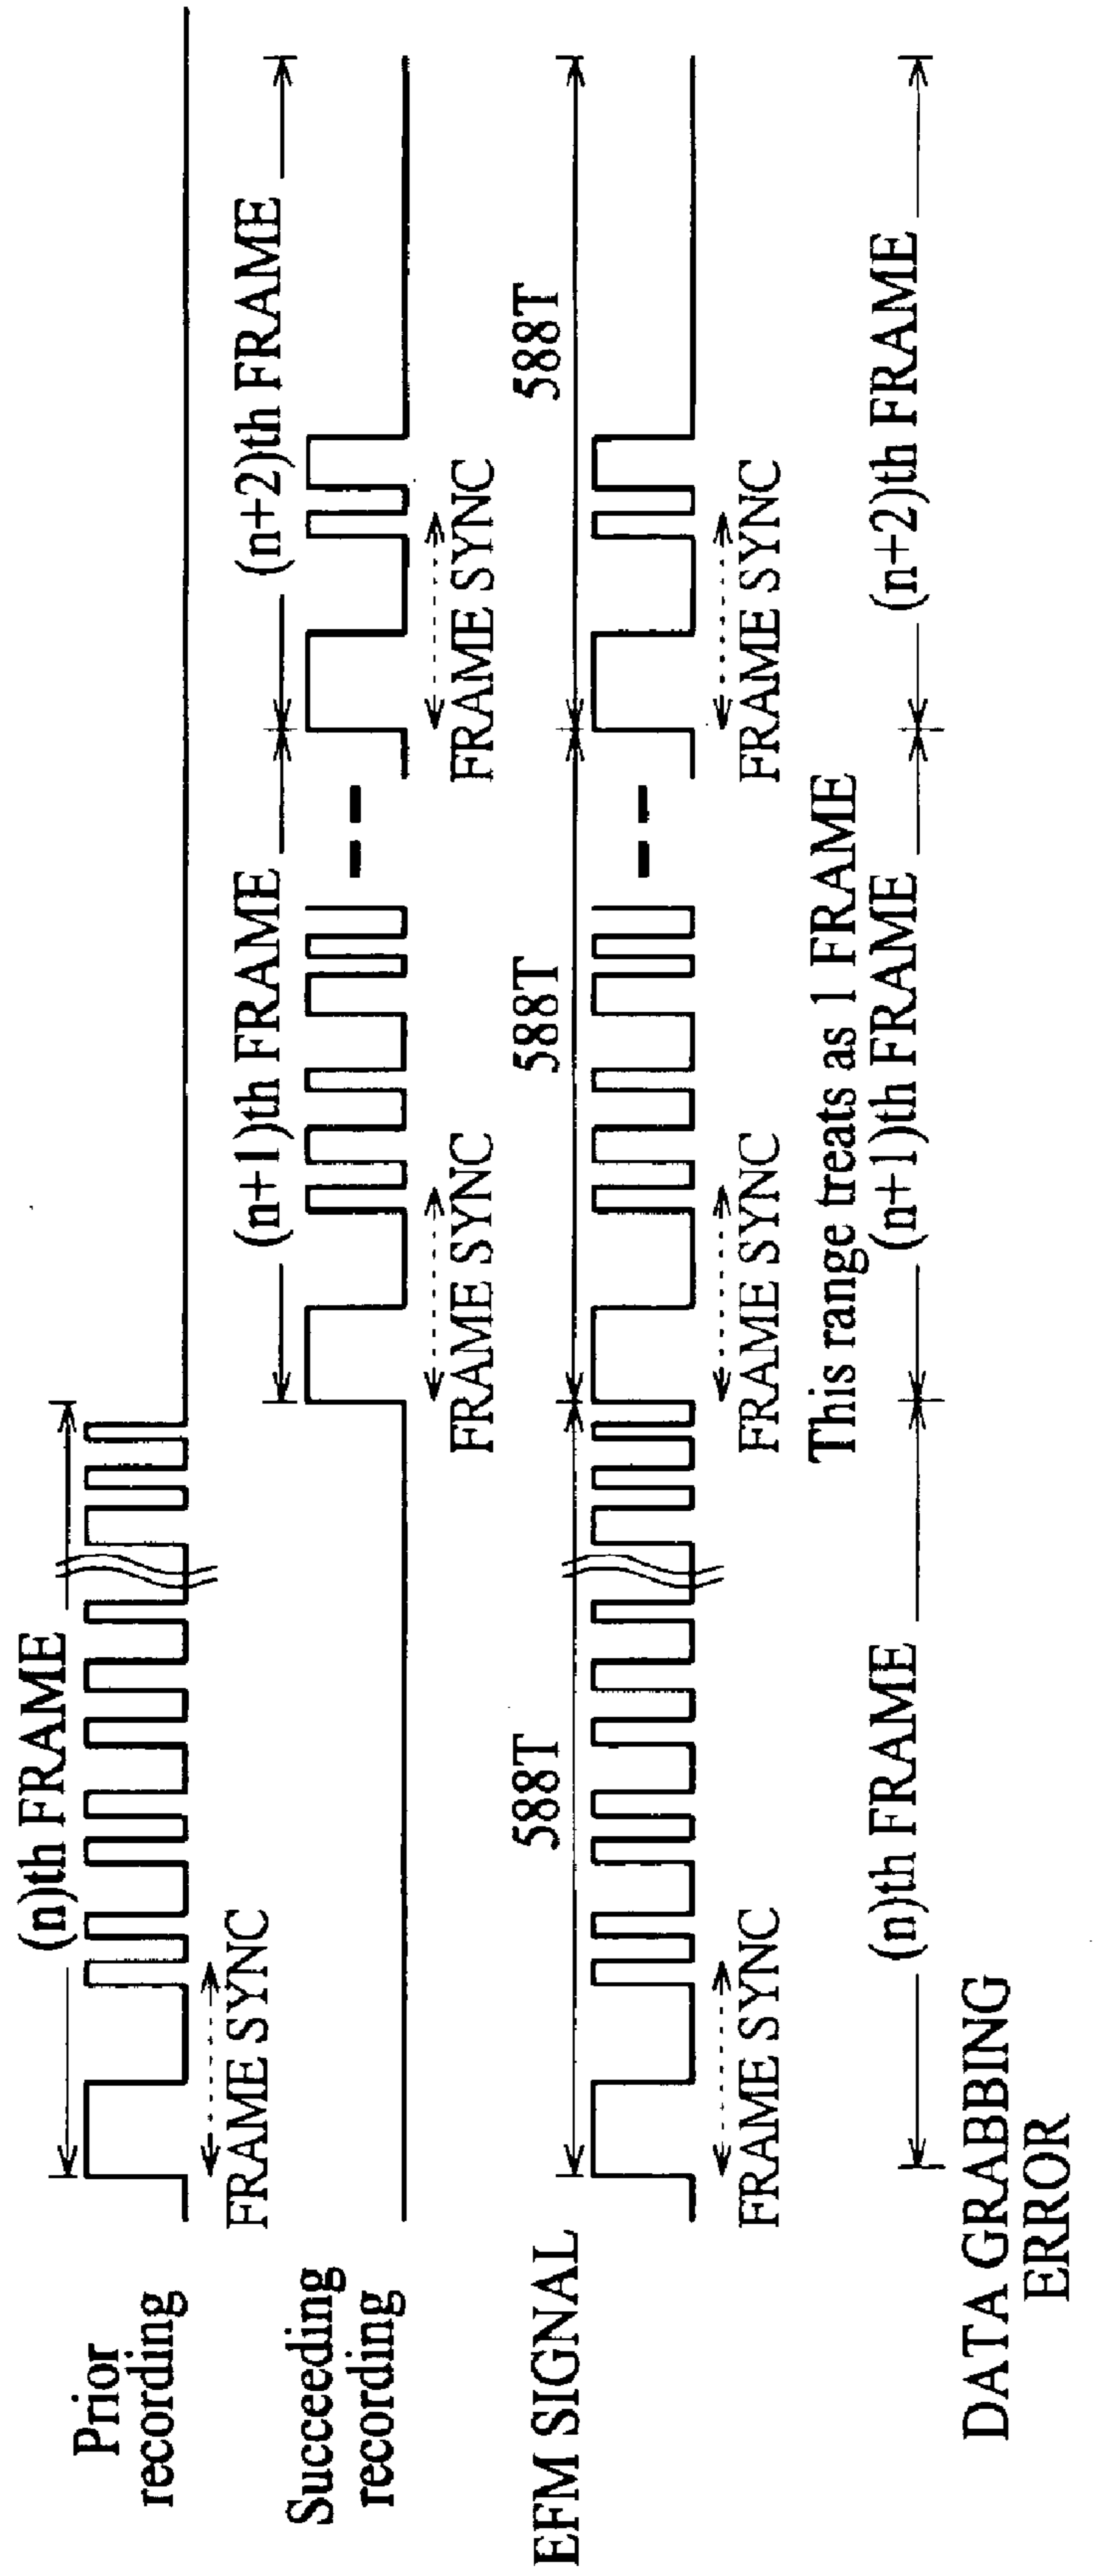 Prior
recording
(n)th FRAME
FRAME SYNC
Succeeding
recording
(n+1)th FRAME
(n+2)th FRAME
FRAME SYNC
FRAME SYNC
EFM SIGNAL
588T
588T
588T
FRAME SYNC
FRAME SYNC
FRAME SYNC
This range treats as 1 FRAME
(n)th FRAME
(n+1)th FRAME
(n+2)th FRAME
DATA GRABBING
ERROR